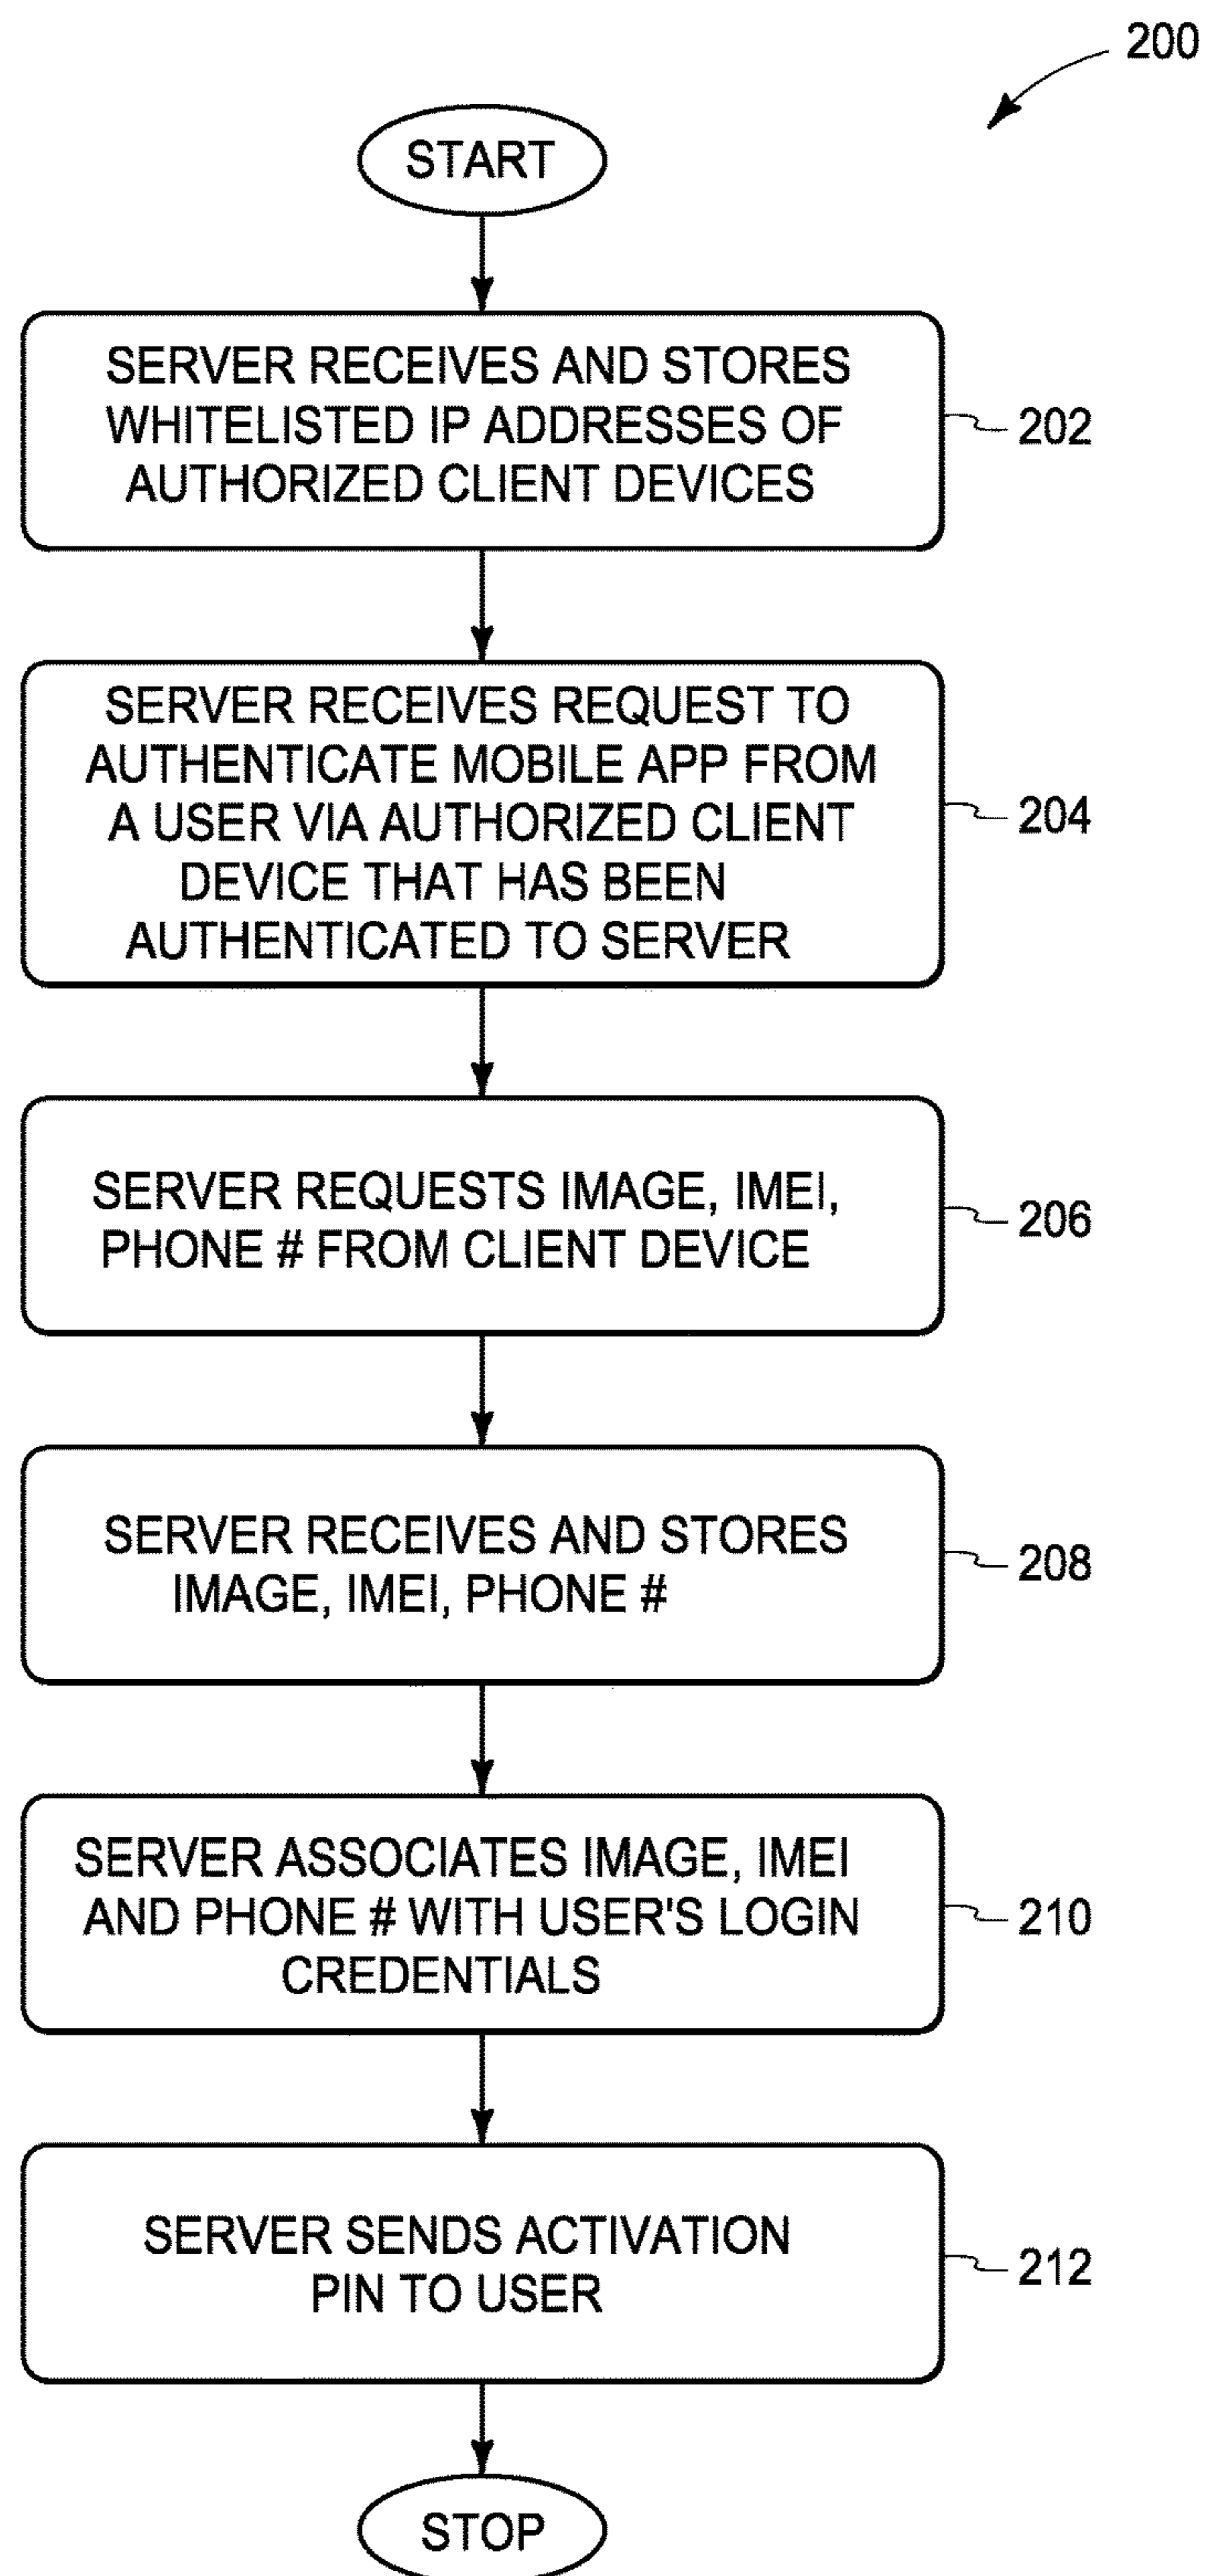 200
START
SERVER RECEIVES AND STORES
WHITELISTED IP ADDRESSES OF
AUTHORIZED CLIENT DEVICES
202
SERVER RECEIVES REQUEST TO
AUTHENTICATE MOBILE APP FROM
A USER VIA AUTHORIZED CLIENT
DEVICE THAT HAS BEEN
AUTHENTICATED TO SERVER
204
SERVER REQUESTS IMAGE, IMEI,
PHONE # FROM CLIENT DEVICE
206
SERVER RECEIVES AND STORES
IMAGE, IMEI, PHONE #
208
SERVER ASSOCIATES IMAGE, IMEI
AND PHONE # WITH USER'S LOGIN
CREDENTIALS
210
SERVER SENDS ACTIVATION
PIN TO USER
212
STOP